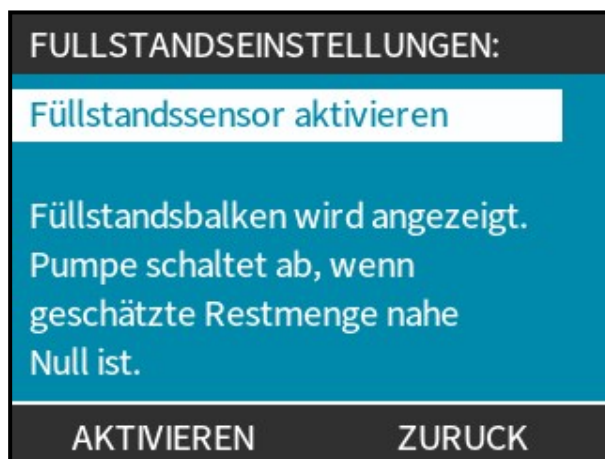 FULLSTANDSEINSTELLUNGEN:
Füllstandssensor aktivieren
Füllstandsbalken wird angezeigt.
Pumpe schaltet ab, wenn
geschätzte Restmenge nahe
Null ist.
AKTIVIEREN ZURUCK